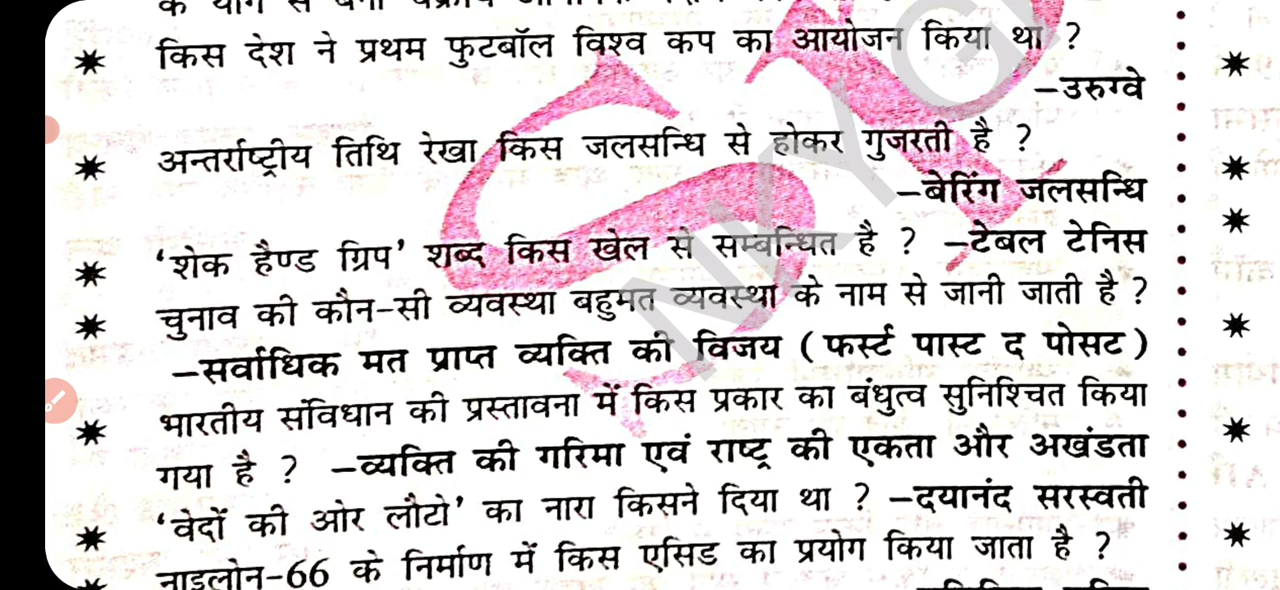 किस देश ने प्रथम फुटबॉल विश्व कप का आयोजन किया था ?
–उरुग्वे
अन्तर्राष्ट्रीय तिथि रेखा किस जलसन्धि से होकर गुजरती है ?
–बेरिंग जलसन्धि
‘शेक हैण्ड ग्रिप’ शब्द किस खेल से सम्बन्धित है ? –टेबल टेनिस
चुनाव की कौन-सी व्यवस्था बहुमत व्यवस्था के नाम से जानी जाती है ?
–सर्वाधिक मत प्राप्त व्यक्ति की विजय ( फर्स्ट पास्ट द पोसट )
भारतीय संविधान की प्रस्तावना में किस प्रकार का बंधुत्व सुनिश्चित किया
गया है ? –व्यक्ति की गरिमा एवं राष्ट्र की एकता और अखंडता
‘वेदों की ओर लौटो’ का नारा किसने दिया था ? –दयानंद सरस्वती
नाइलोन-66 के निर्माण में किस एसिड का प्रयोग किया जाता है ?